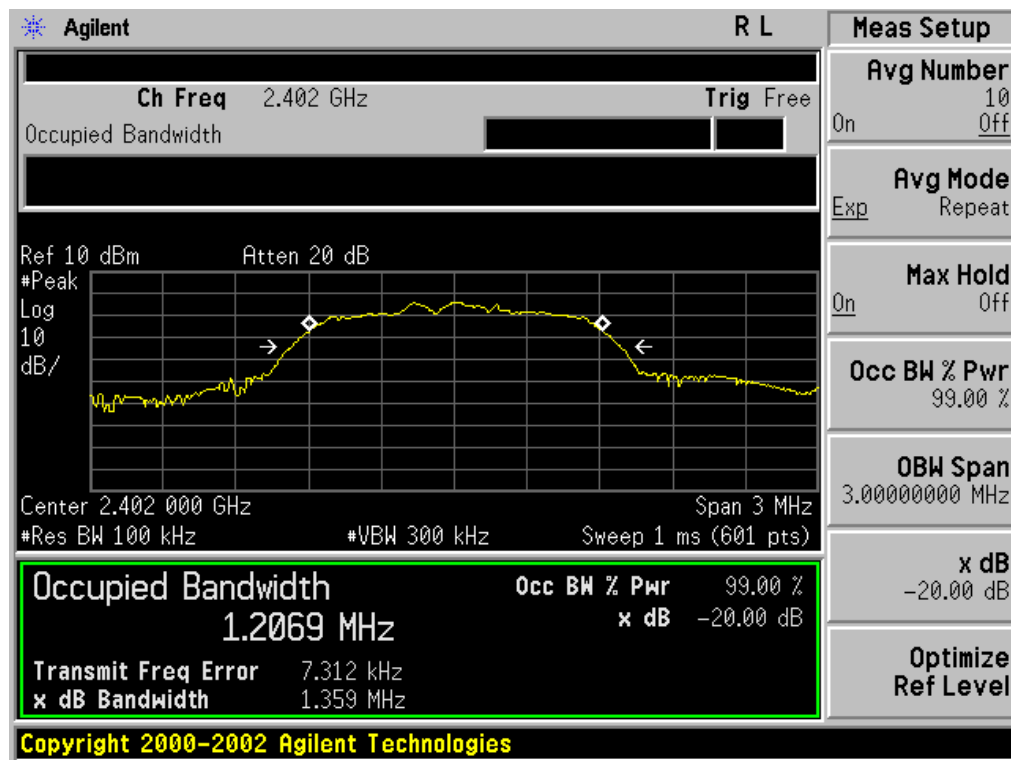 Agilent R L Meas Setup
Ch Freq 2.402 GHz Trig Free
Occupied Bandwidth
Ref 10 dBm Atten 20 dB
#Peak
Log
10
dB/
Center 2.402 000 GHz Span 3 MHz
#Res BW 100 kHz #VBW 300 kHz Sweep 1 ms (601 pts)
Occupied Bandwidth Occ BW % Pwr 99.00 %
1.2069 MHz x dB -20.00 dB
Transmit Freq Error 7.312 kHz
x dB Bandwidth 1.359 MHz
Copyright 2000-2002 Agilent Technologies
Avg Number
10
On Off
Avg Mode
Exp Repeat
Max Hold
On Off
Occ BW % Pwr
99.00 %
OBW Span
3.00000000 MHz
x dB
-20.00 dB
Optimize
Ref Level